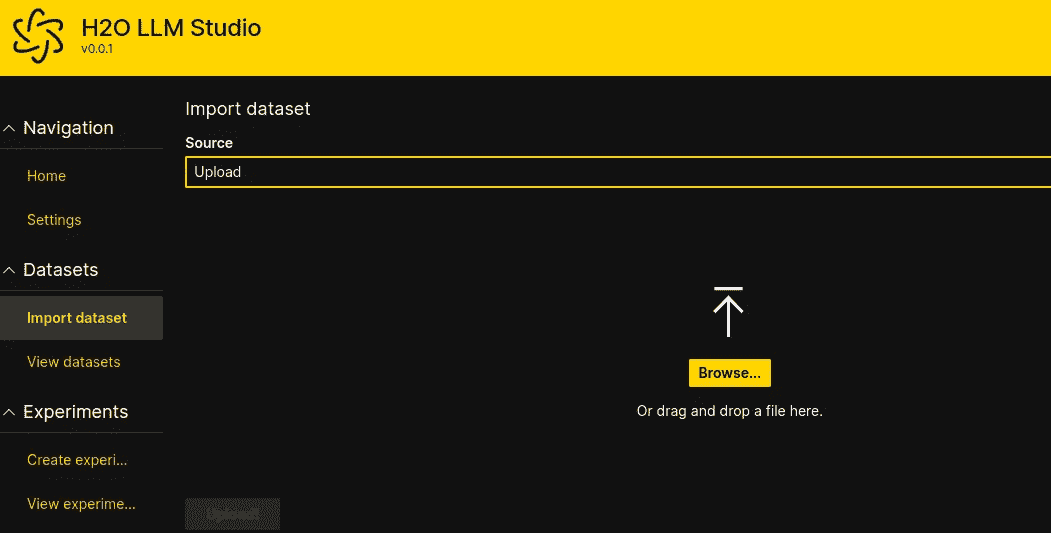 H2O LLM Studio
v0.0.1
Navigation
Home
Settings
Datasets
Import dataset
View datasets
Experiments
Create experi...
View experime...
Import dataset
Source
Upload
Browse...
Or drag and drop a file here.